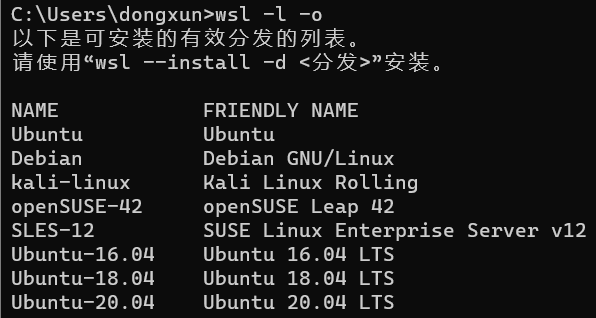 C:\Users\dongxun>wsl -l -o
以下是可安装的有效分发的列表。
请使用“wsl --install -d <分发>”安装。
NAME FRIENDLY NAME
Ubuntu Ubuntu
Debian Debian GNU/Linux
kali-linux Kali Linux Rolling
openSUSE-42 openSUSE Leap 42
SLES-12 SUSE Linux Enterprise Server v12
Ubuntu-16.04 Ubuntu 16.04 LTS
Ubuntu-18.04 Ubuntu 18.04 LTS
Ubuntu-20.04 Ubuntu 20.04 LTS